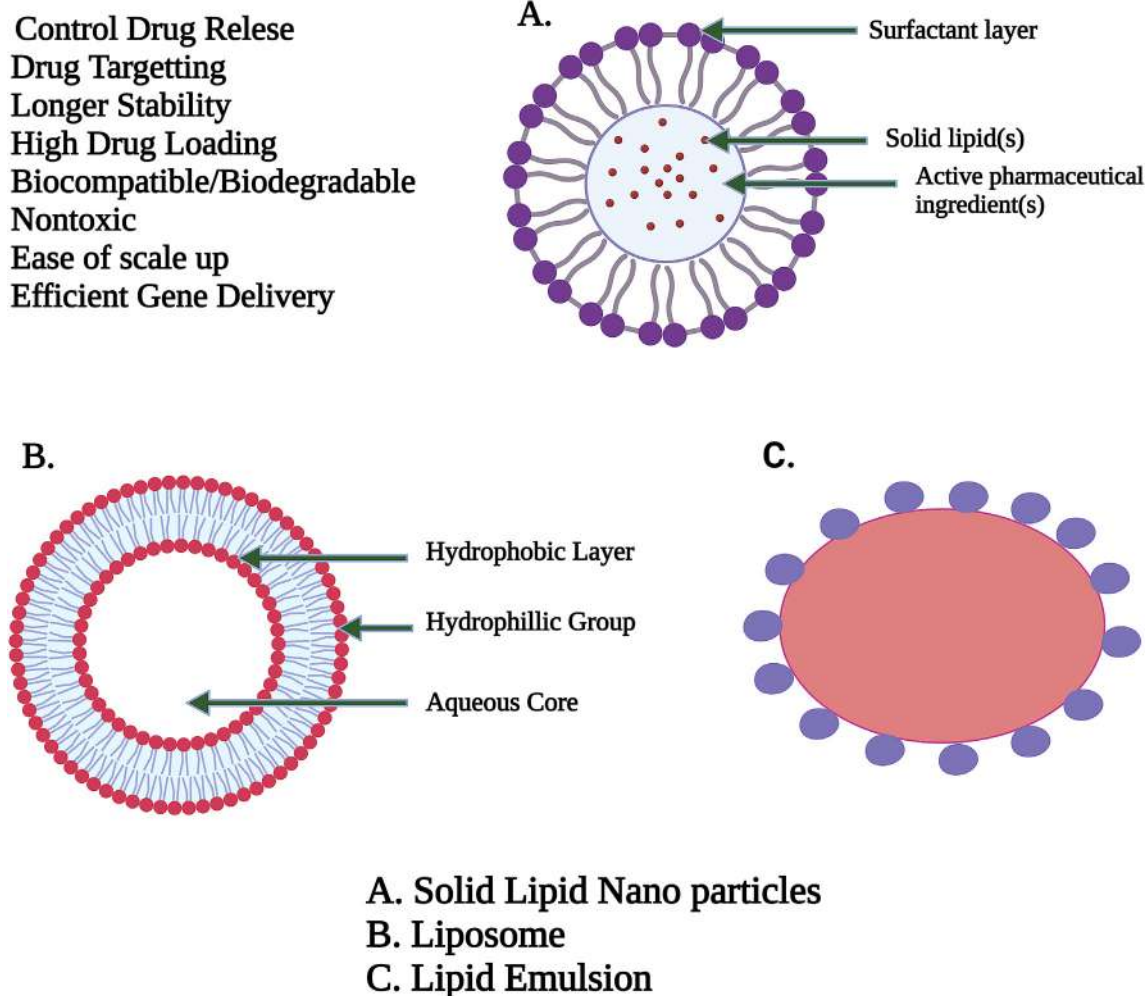 Control Drug Relese
Drug Targetting
Longer Stability
High Drug Loading
Biocompatible/Biodegradable
Nontoxic
Ease of scale up
Efficient Gene Delivery
A.
Surfactant layer
Solid lipid(s)
Active pharmaceutical
ingredient(s)
B.
Hydrophobic Layer
Hydrophillic Group
Aqueous Core
C.
A. Solid Lipid Nano particles
B. Liposome
C. Lipid Emulsion